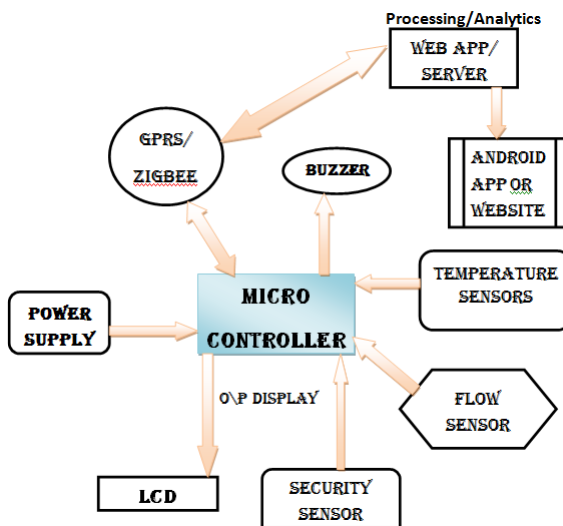 Processing/Analytics
WEB APP/
SERVER
GPRS/
ZIGBEE
BUZZER
ANDROID
APP OR
WEBSITE
MICRO
CONTROLLER
TEMPERATURE
SENSORS
POWER
SUPPLY
O\P DISPLAY
FLOW
SENSOR
LCD
SECURITY
SENSOR